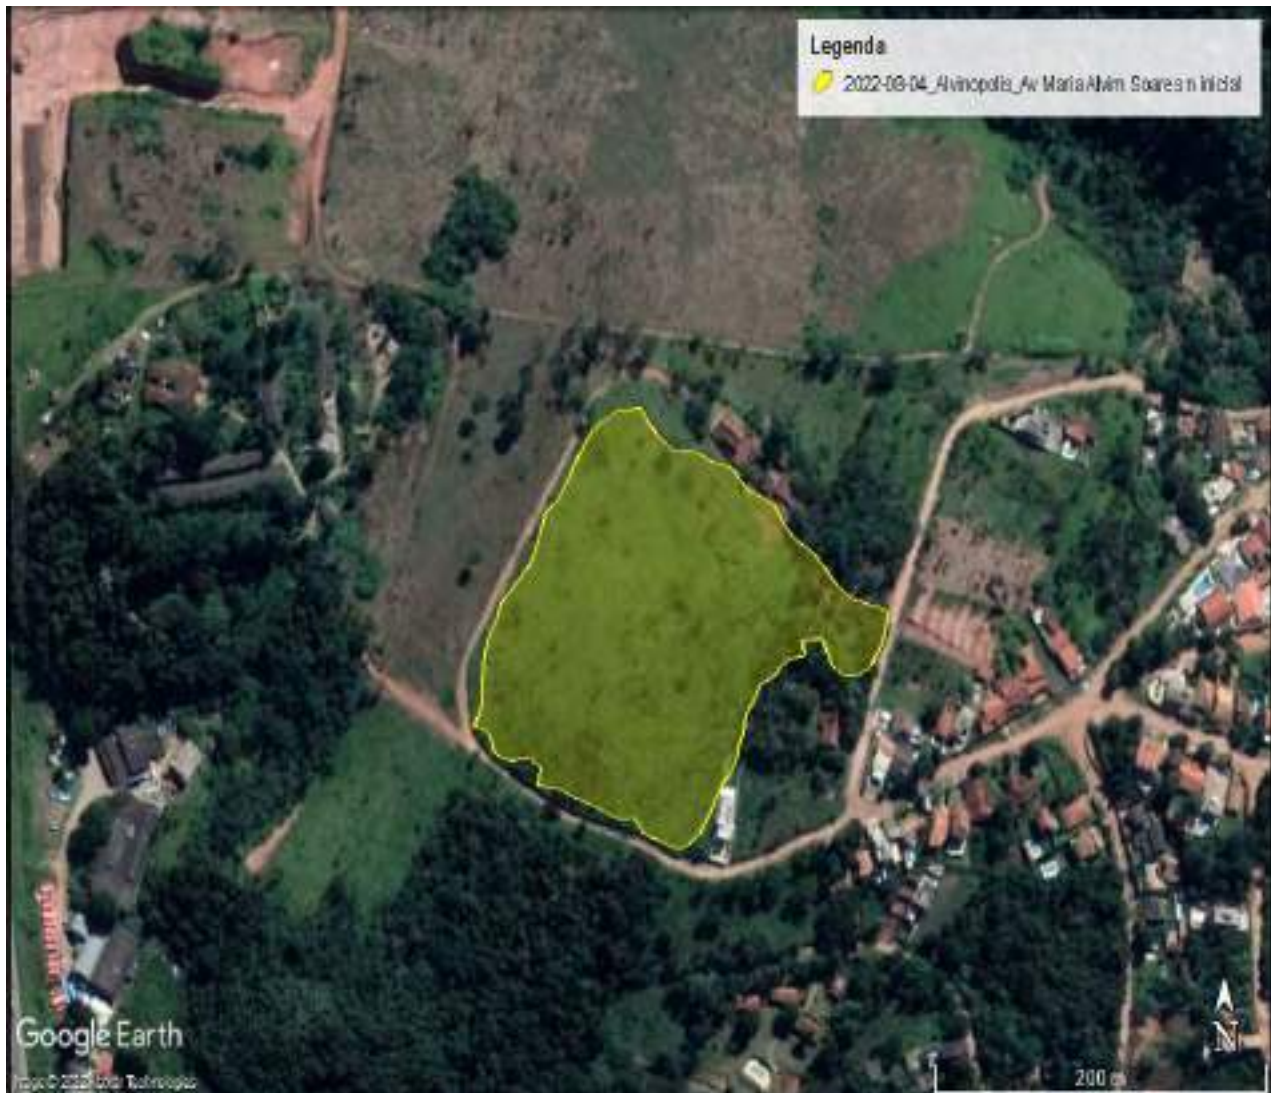 Legenda
2022-08-04_Alvinopolis_Av Maria Alvim Soares n inicial
Google Earth
N
200 m